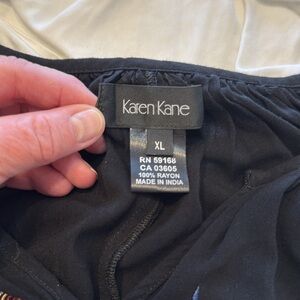 Karen Kane
XL
RN 59168
CA 03605
100% RAYON
MADE IN INDIA